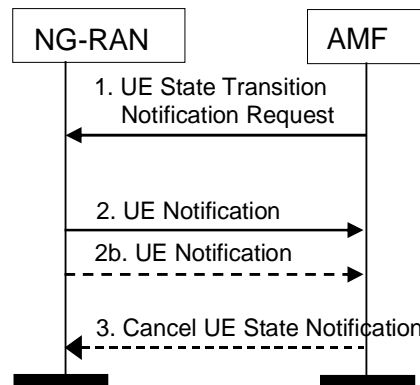 NG-RAN
AMF
1. UE State Transition
Notification Request
2. UE Notification
2b. UE Notification
3. Cancel UE State Notification